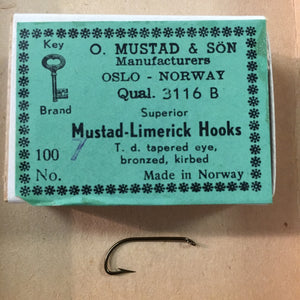 Key
Brand
O. MUSTAD & SÖN
Manufacturers
OSLO - NORWAY
Qual. 3116 B
Superior
Mustad-Limerick Hooks
T. d. tapered eye,
bronzed, kirbed
100
No.
Made in Norway